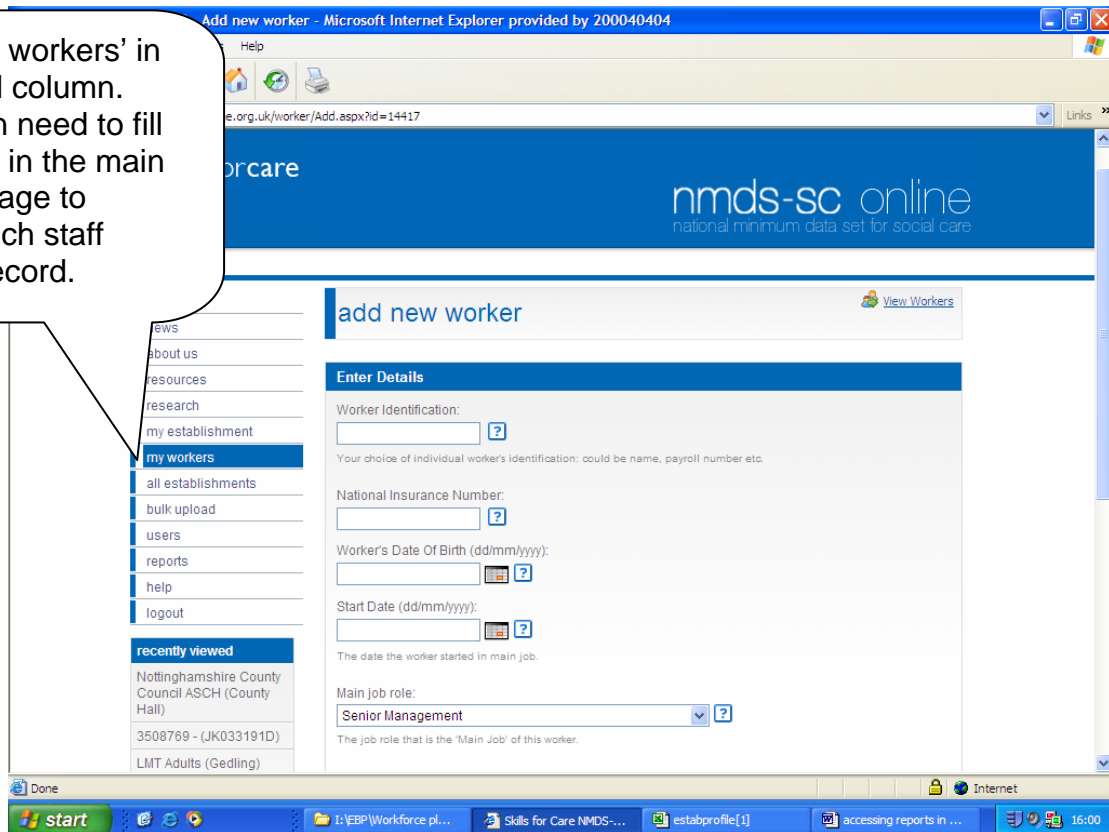 Add new worker - Microsoft Internet Explorer provided by 200040404
Help
e.org.uk/worker/Add.aspx?id=14417
Links »
workers’ in
column.
need to fill
in the main
age to
ch staff
ecord.
orcare
nmds-sc online
national minimum data set for social care
add new worker
View Workers
news
about us
resources
research
my establishment
my workers
all establishments
bulk upload
users
reports
help
logout
recently viewed
Nottinghamshire County
Council ASCH (County
Hall)
3508769 - (JK033191D)
LMT Adults (Gedling)
Enter Details
Worker Identification:
?
Your choice of individual worker's identification: could be name, payroll number etc.
National Insurance Number:
?
Worker's Date Of Birth (dd/mm/yyyy):
?
Start Date (dd/mm/yyyy):
?
The date the worker started in main job.
Main job role:
Senior Management
?
The job role that is the 'Main Job' of this worker.
Done
Internet
start
I:\EBP\Workforce pl...
Skills for Care NMDS-...
estabprofile[1]
accessing reports in ...
16:00